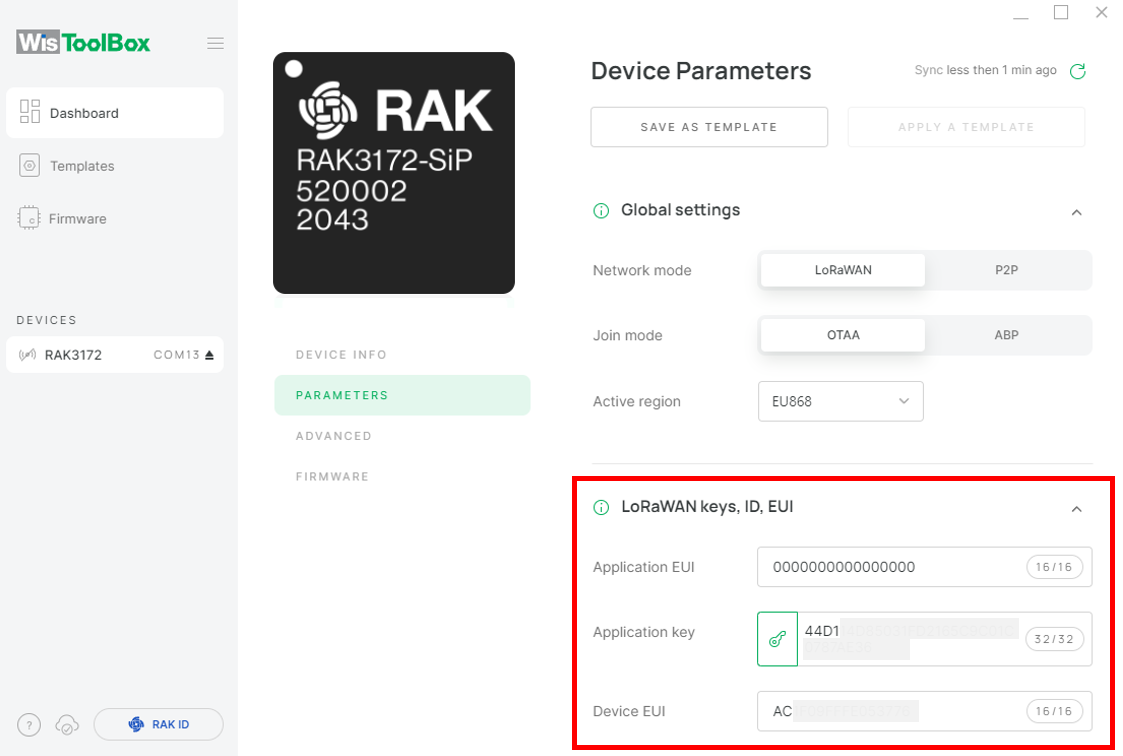 WisToolBox
Dashboard
Templates
Firmware
DEVICES
RAK3172 COM13
RAK ID
RAK
RAK3172-SiP
520002
2043
DEVICE INFO
PARAMETERS
ADVANCED
FIRMWARE
Device Parameters
Sync less then 1 min ago
SAVE AS TEMPLATE
APPLY A TEMPLATE
Global settings
Network mode LoRaWAN P2P
Join mode OTAA ABP
Active region EU868
LoRaWAN keys, ID, EUI
Application EUI 0000000000000000 16/16
Application key 44D1 32/32
Device EUI AC 16/16